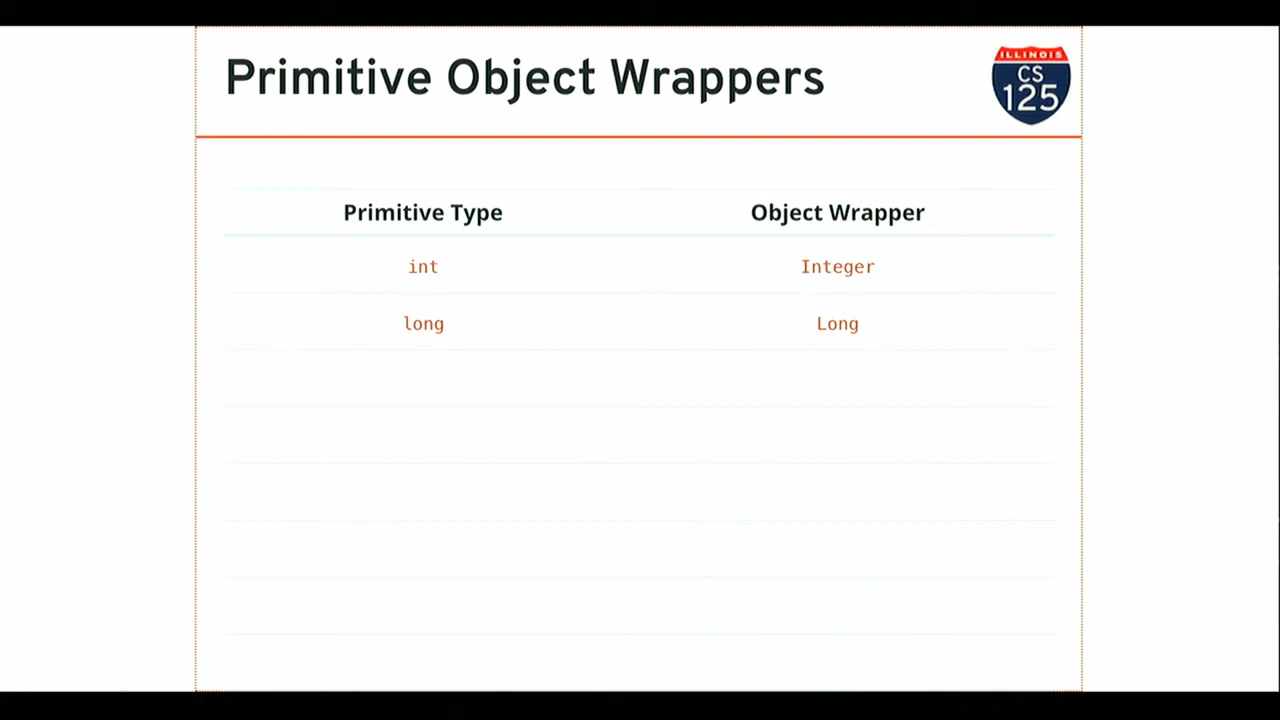 Primitive Object Wrappers
ILLINOIS
CS
125
Primitive Type Object Wrapper
int Integer
long Long